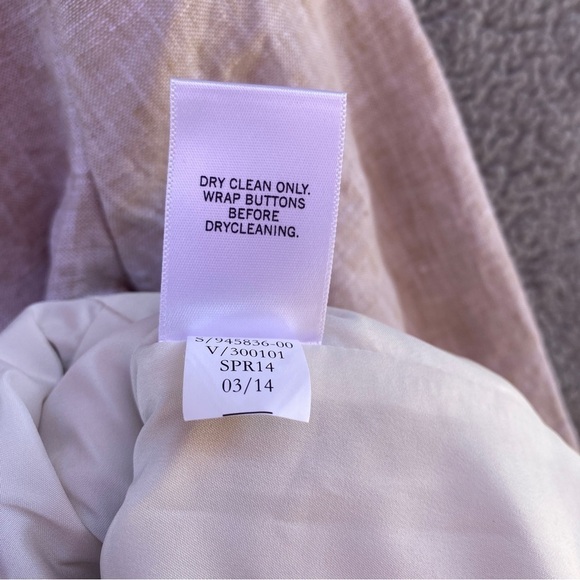 DRY CLEAN ONLY.
WRAP BUTTONS
BEFORE
DRYCLEANING.
S/945836-00
V/300101
SPR14
03/14